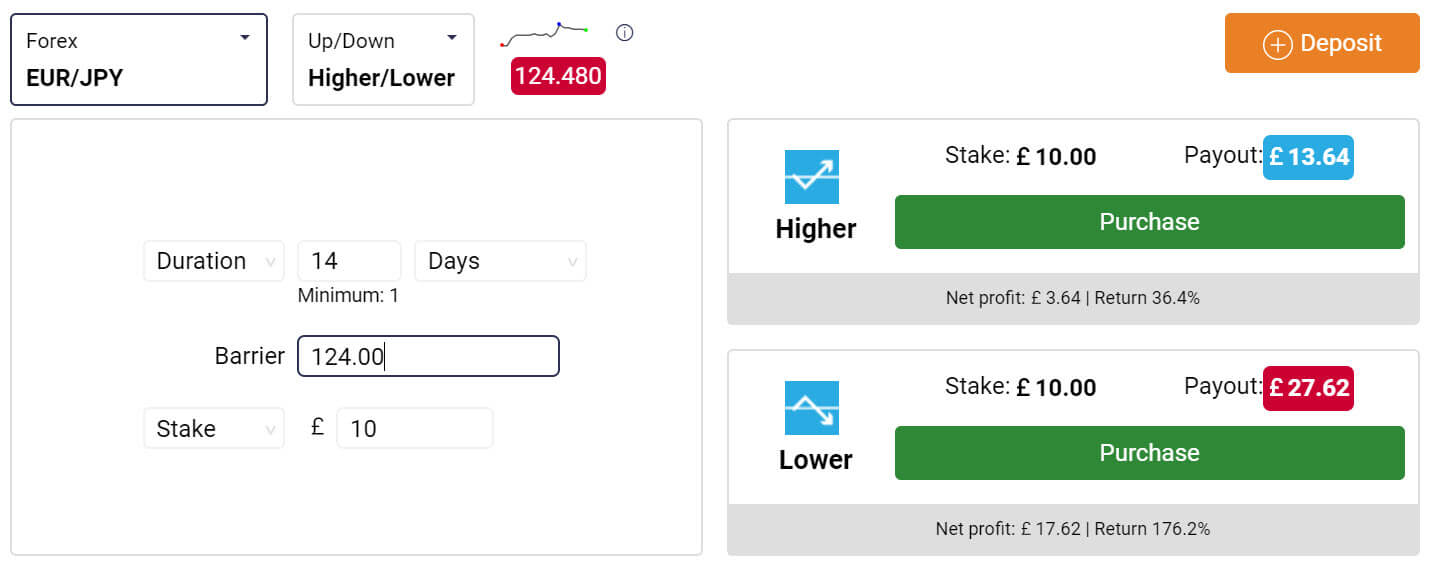 Forex
EUR/JPY
Up/Down
Higher/Lower
124.480
Deposit
Duration
14
Days
Minimum: 1
Barrier
124.00
Stake
£
10
Stake: £ 10.00
Payout: £ 13.64
Higher
Purchase
Net profit: £ 3.64 | Return 36.4%
Stake: £ 10.00
Payout: £ 27.62
Lower
Purchase
Net profit: £ 17.62 | Return 176.2%